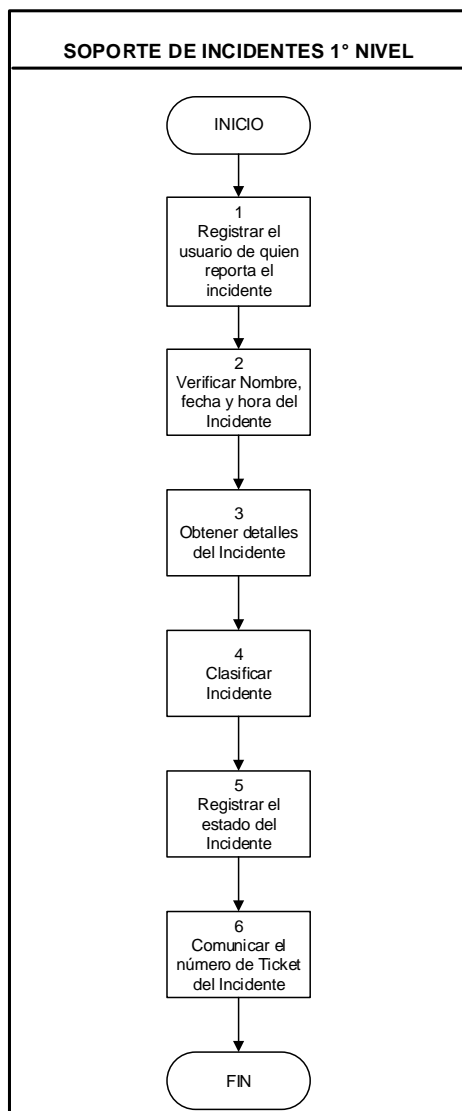 SOPORTE DE INCIDENTES 1° NIVEL
INICIO
1
Registrar el
usuario de quien
reporta el
incidente
2
Verificar Nombre,
fecha y hora del
Incidente
3
Obtener detalles
del Incidente
4
Clasificar
Incidente
5
Registrar el
estado del
Incidente
6
Comunicar el
número de Ticket
del Incidente
FIN